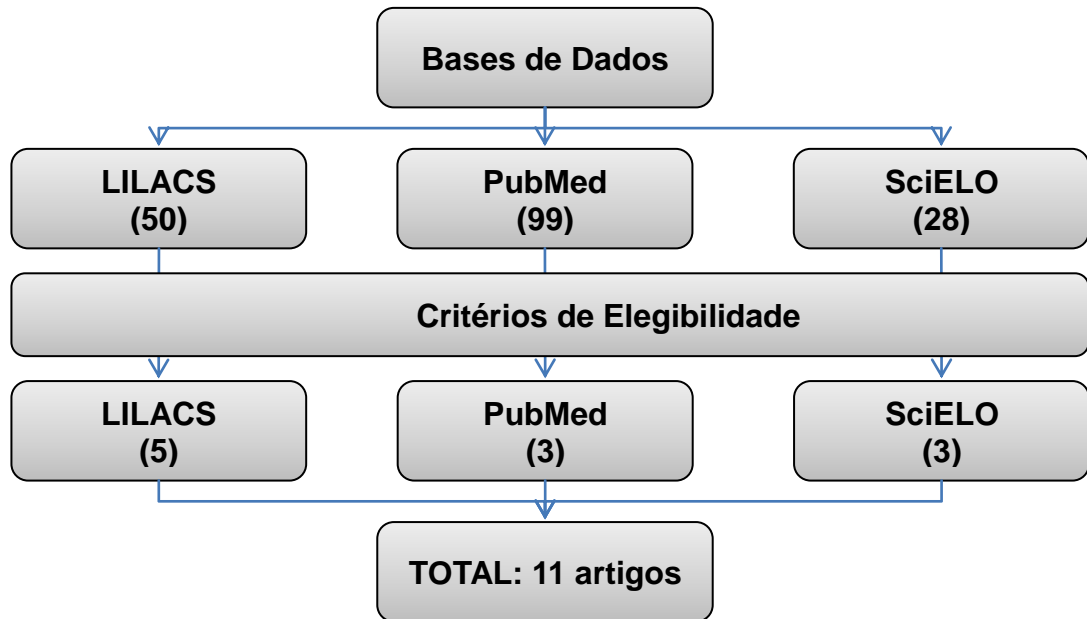 Bases de Dados
LILACS
(50)
PubMed
(99)
SciELO
(28)
Critérios de Elegibilidade
LILACS
(5)
PubMed
(3)
SciELO
(3)
TOTAL: 11 artigos